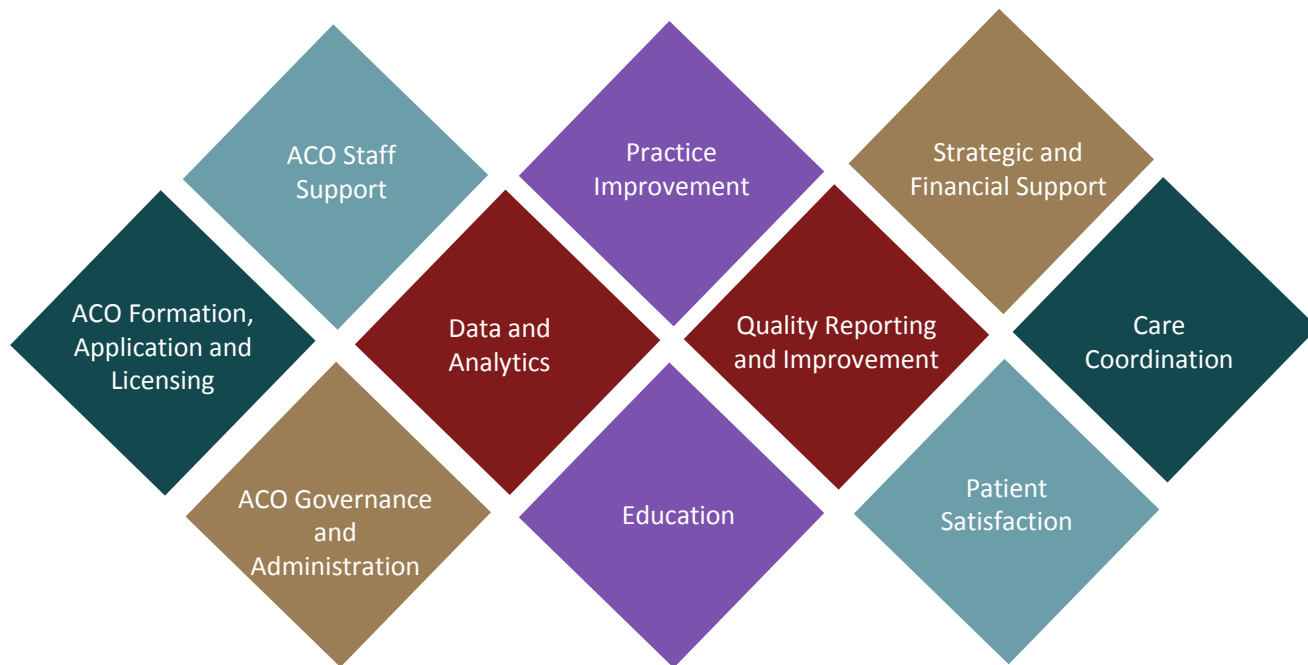 ACO Staff
Support
Practice
Improvement
Strategic and
Financial Support
ACO Formation,
Application and
Licensing
Data and
Analytics
Quality Reporting
and Improvement
Care
Coordination
ACO Governance
and
Administration
Education
Patient
Satisfaction